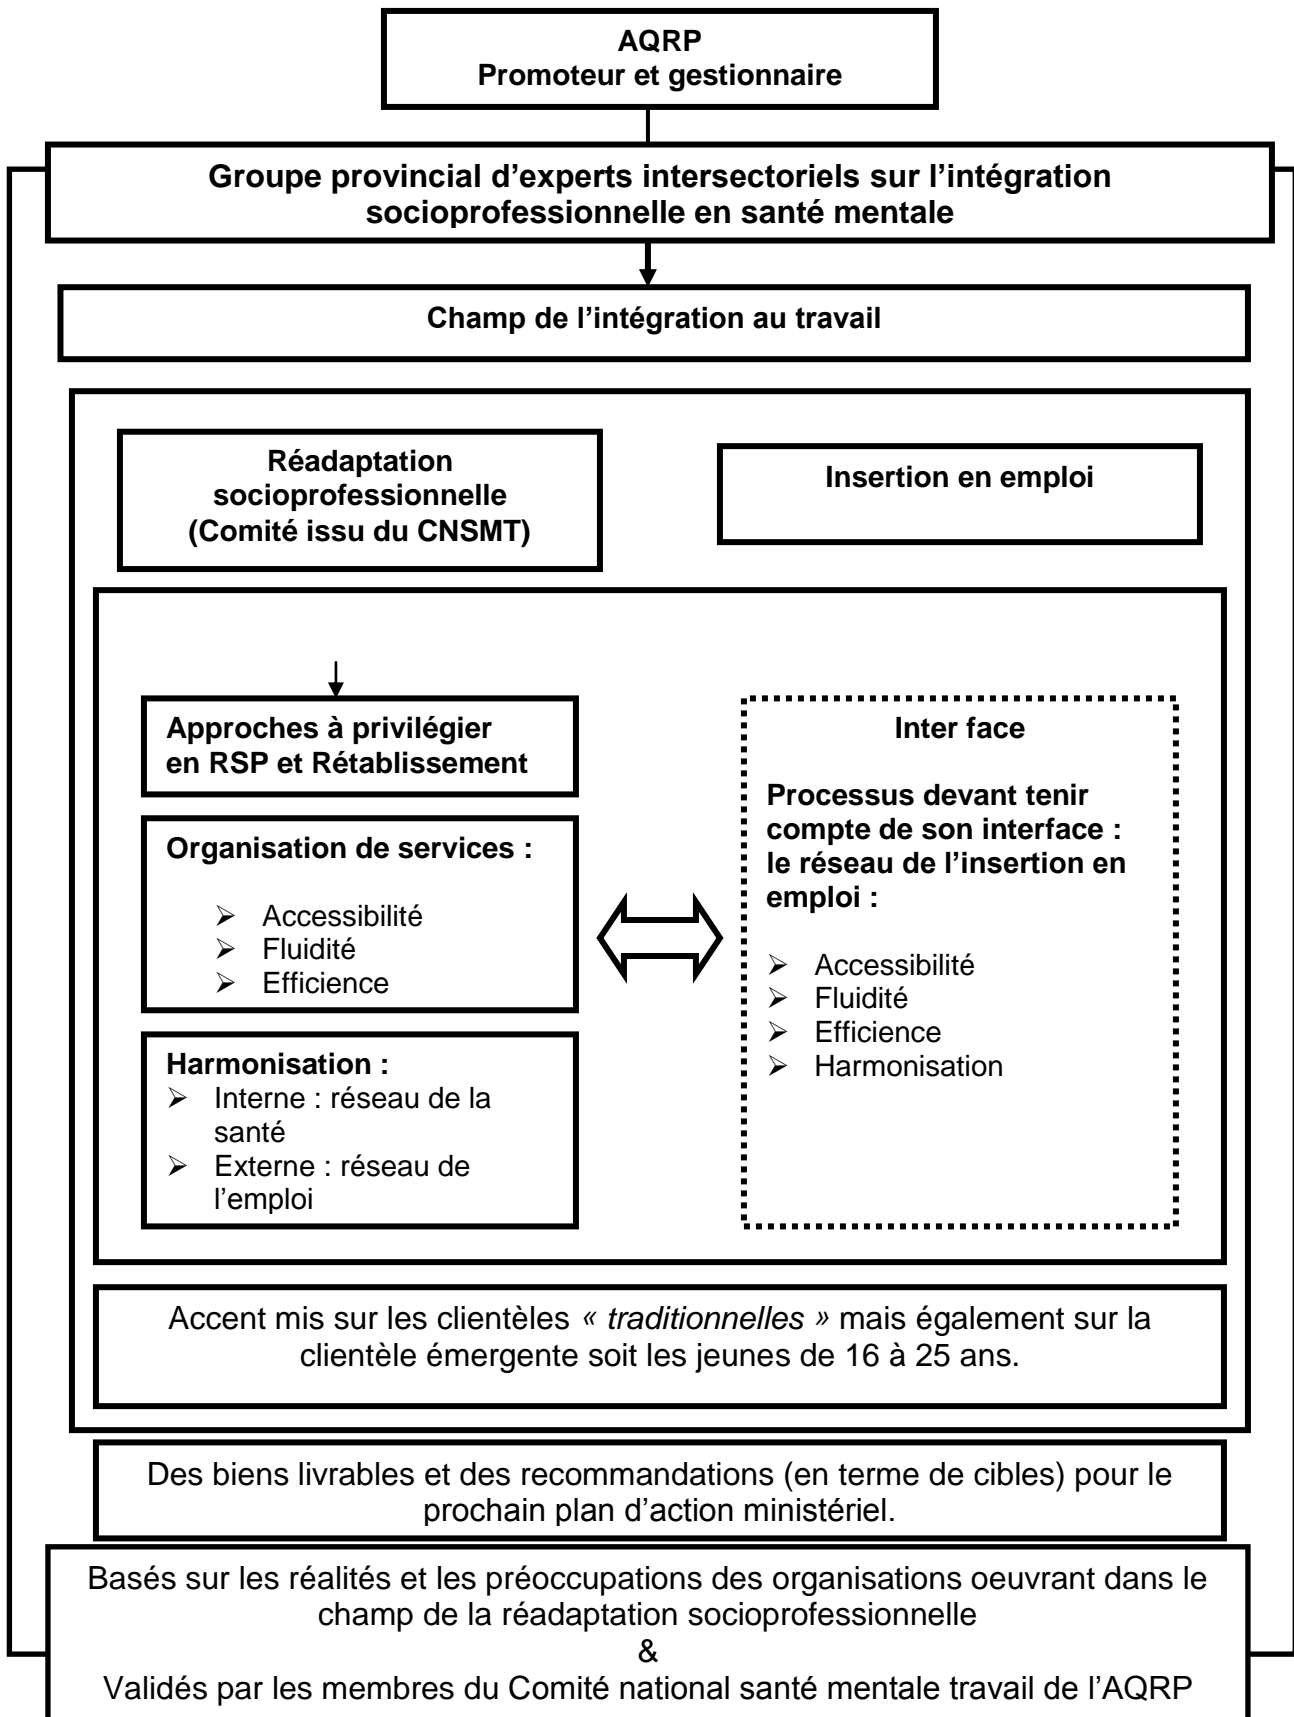 AQRP
Promoteur et gestionnaire
Groupe provincial d’experts intersectoriels sur l’intégration
socioprofessionnelle en santé mentale
Champ de l’intégration au travail
Réadaptation
socioprofessionnelle
(Comité issu du CNSMT)
Insertion en emploi
Approches à privilégier
en RSP et Rétablissement
Organisation de services :
➢ Accessibilité
➢ Fluidité
➢ Efficience
Harmonisation :
➢ Interne : réseau de la
santé
➢ Externe : réseau de
l’emploi
Inter face
Processus devant tenir
compte de son interface :
le réseau de l’insertion en
emploi :
➢ Accessibilité
➢ Fluidité
➢ Efficience
➢ Harmonisation
Accent mis sur les clientèles « traditionnelles » mais également sur la
clientèle émergente soit les jeunes de 16 à 25 ans.
Des biens livrables et des recommandations (en terme de cibles) pour le
prochain plan d’action ministériel.
Basés sur les réalités et les préoccupations des organisations oeuvrant dans le
champ de la réadaptation socioprofessionnelle
&
Validés par les membres du Comité national santé mentale travail de l’AQRP